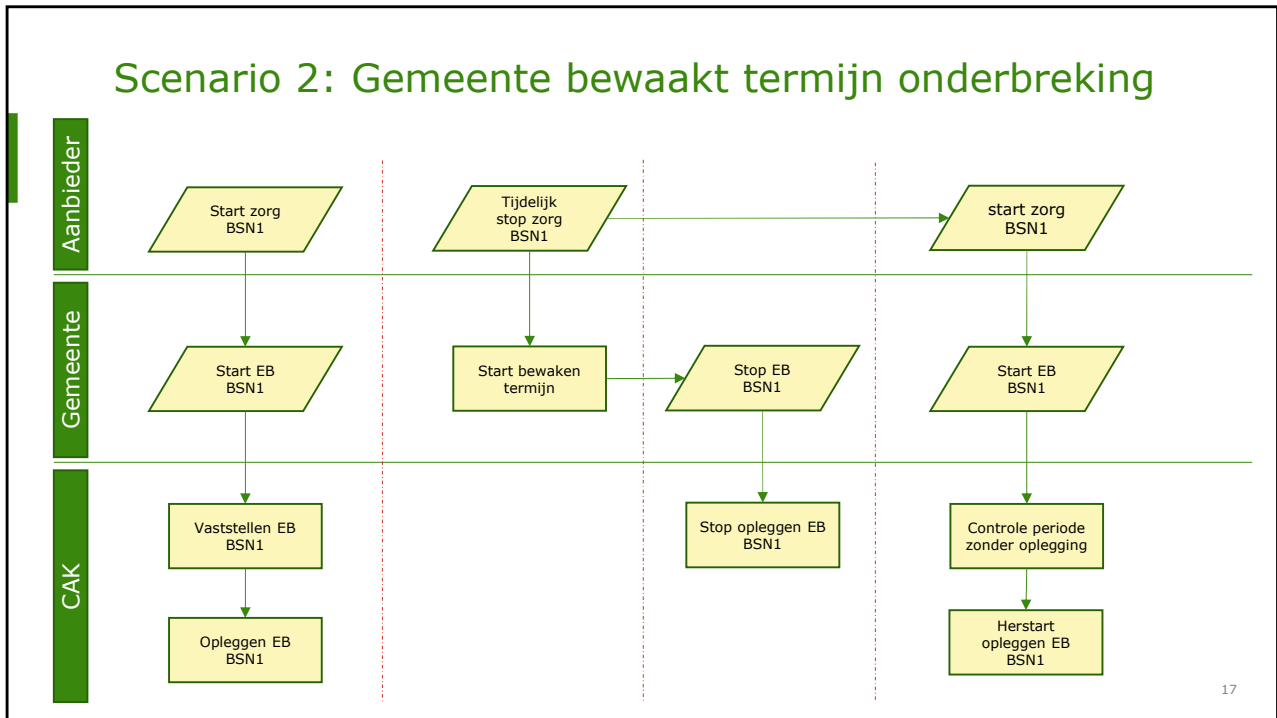 Scenario 2: Gemeente bewaakt termijn onderbreking
Aanbieder
Start zorg
BSN1
Tijdelijk
stop zorg
BSN1
start zorg
BSN1
Gemeente
Start EB
BSN1
Start bewaken
termijn
Stop EB
BSN1
Start EB
BSN1
CAK
Vaststellen EB
BSN1
Stop opleggen EB
BSN1
Controle periode
zonder oplegging
Opleggen EB
BSN1
Herstart
opleggen EB
BSN1
17